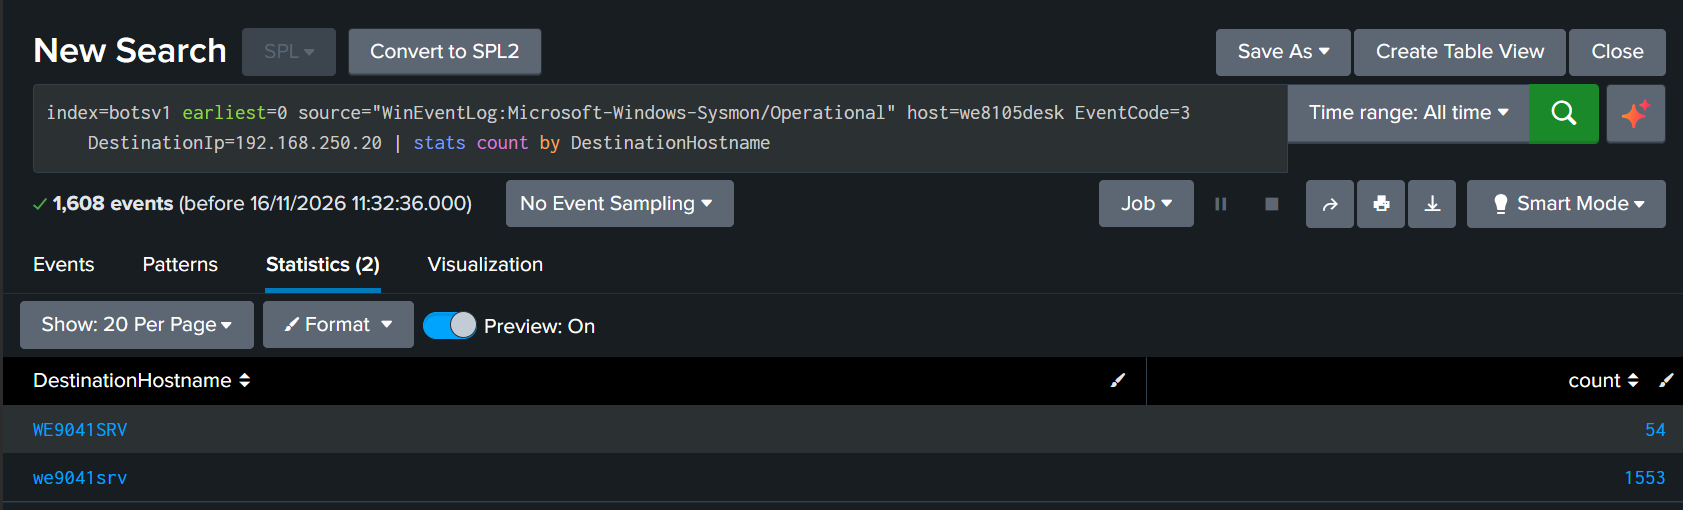 New Search SPL Convert to SPL2 Save As Create Table View Close
index=botsv1 earliest=0 source="WinEventLog:Microsoft-Windows-Sysmon/Operational" host=we8105desk EventCode=3
DestinationIp=192.168.250.20 | stats count by DestinationHostname
Time range: All time
1,608 events (before 16/11/2026 11:32:36.000) No Event Sampling Job Smart Mode
Events Patterns Statistics (2) Visualization
Show: 20 Per Page Format Preview: On
DestinationHostname count
WE9041SRV 54
we9041srv 1553